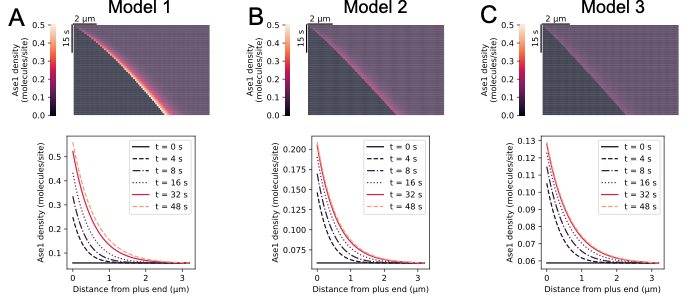 A
Model 1
2 μm
15 s
Ase1 density
(molecules/site)
0.5
0.4
0.3
0.2
0.1
0.0
B
Model 2
2 μm
15 s
Ase1 density
(molecules/site)
0.5
0.4
0.3
0.2
0.1
0.0
C
Model 3
2 μm
15 s
Ase1 density
(molecules/site)
0.5
0.4
0.3
0.2
0.1
0.0
Ase1 density (molecules/site)
0.5
0.4
0.3
0.2
0.1
t = 0 s
t = 4 s
t = 8 s
t = 16 s
t = 32 s
t = 48 s
0
1
2
3
Distance from plus end (μm)
Ase1 density (molecules/site)
0.200
0.175
0.150
0.125
0.100
0.075
t = 0 s
t = 4 s
t = 8 s
t = 16 s
t = 32 s
t = 48 s
0
1
2
3
Distance from plus end (μm)
Ase1 density (molecules/site)
0.13
0.12
0.11
0.10
0.09
0.08
0.07
0.06
t = 0 s
t = 4 s
t = 8 s
t = 16 s
t = 32 s
t = 48 s
0
1
2
3
Distance from plus end (μm)